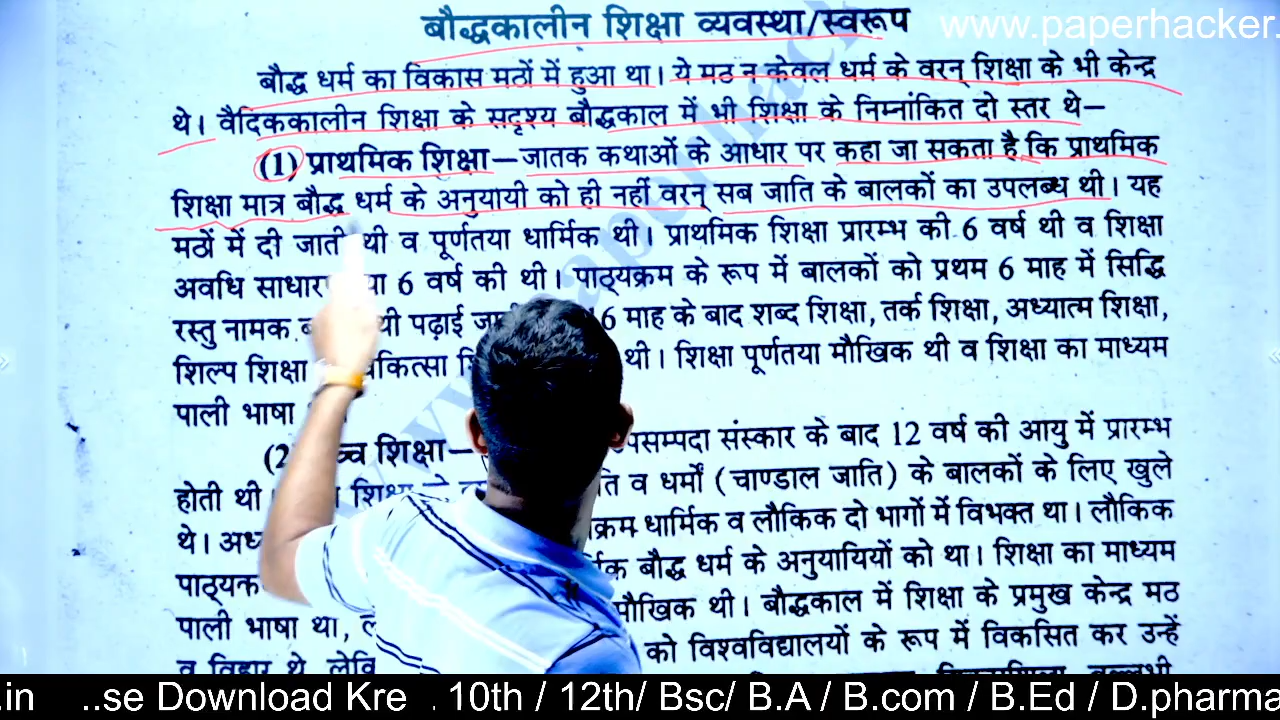 बौद्धकालीन शिक्षा व्यवस्था/स्वरूप
www.paperhacker.
बौद्ध धर्म का विकास मठों में हुआ था। ये मठ न केवल धर्म के वरन् शिक्षा के भी केन्द्र
थे। वैदिककालीन शिक्षा के सदृश्य बौद्धकाल में भी शिक्षा के निम्नांकित दो स्तर थे–
(1) प्राथमिक शिक्षा–जातक कथाओं के आधार पर कहा जा सकता है कि प्राथमिक
शिक्षा मात्र बौद्ध धर्म के अनुयायी को ही नहीं वरन् सब जाति के बालकों का उपलब्ध थी। यह
मठों में दी जाती थी व पूर्णतया धार्मिक थी। प्राथमिक शिक्षा प्रारम्भ की 6 वर्ष थी व शिक्षा
अवधि 6 वर्ष की थी। पाठ्यक्रम के रूप में बालकों को प्रथम 6 माह में सिद्धि
रस्तु नामक पढ़ाई 6 माह के बाद शब्द शिक्षा, तर्क शिक्षा, अध्यात्म शिक्षा,
शिल्प शिक्षा थी। शिक्षा पूर्णतया मौखिक थी व शिक्षा का माध्यम
पाली भाषा
(2 शिक्षा– संस्कार के बाद 12 वर्ष की आयु में प्रारम्भ
होती थी। व धर्मों (चाण्डाल जाति) के बालकों के लिए खुले
थे। धार्मिक व लौकिक दो भागों में विभक्त था। लौकिक
बौद्ध धर्म के अनुयायियों को था। शिक्षा का माध्यम
पाली भाषा था, मौखिक थी। बौद्धकाल में शिक्षा के प्रमुख केन्द्र मठ
व विहार थे, को विश्वविद्यालयों के रूप में विकसित कर उन्हें
.in ..se Download Kre . 10th / 12th/ Bsc/ B.A / B.com / B.Ed / D.pharma